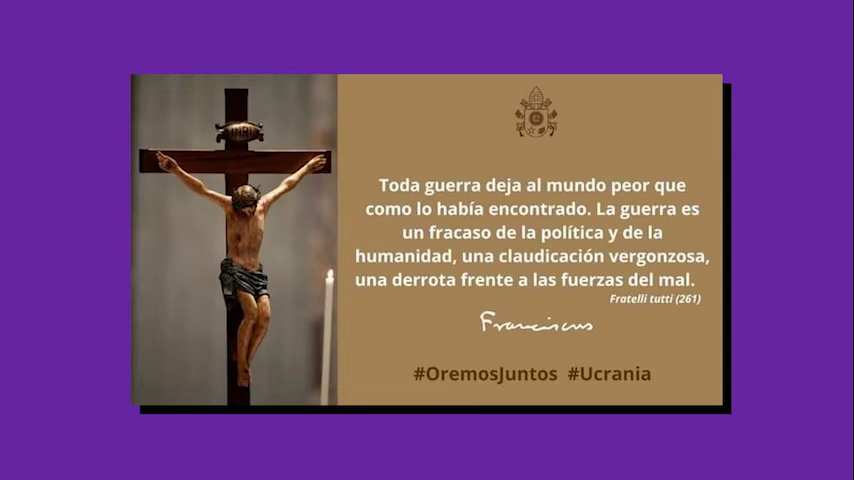 INRI
Toda guerra deja al mundo peor que
como lo había encontrado. La guerra es
un fracaso de la política y de la
humanidad, una claudicación vergonzosa,
una derrota frente a las fuerzas del mal.
Fratelli tutti (261)
Franciscus
#OremosJuntos #Ucrania